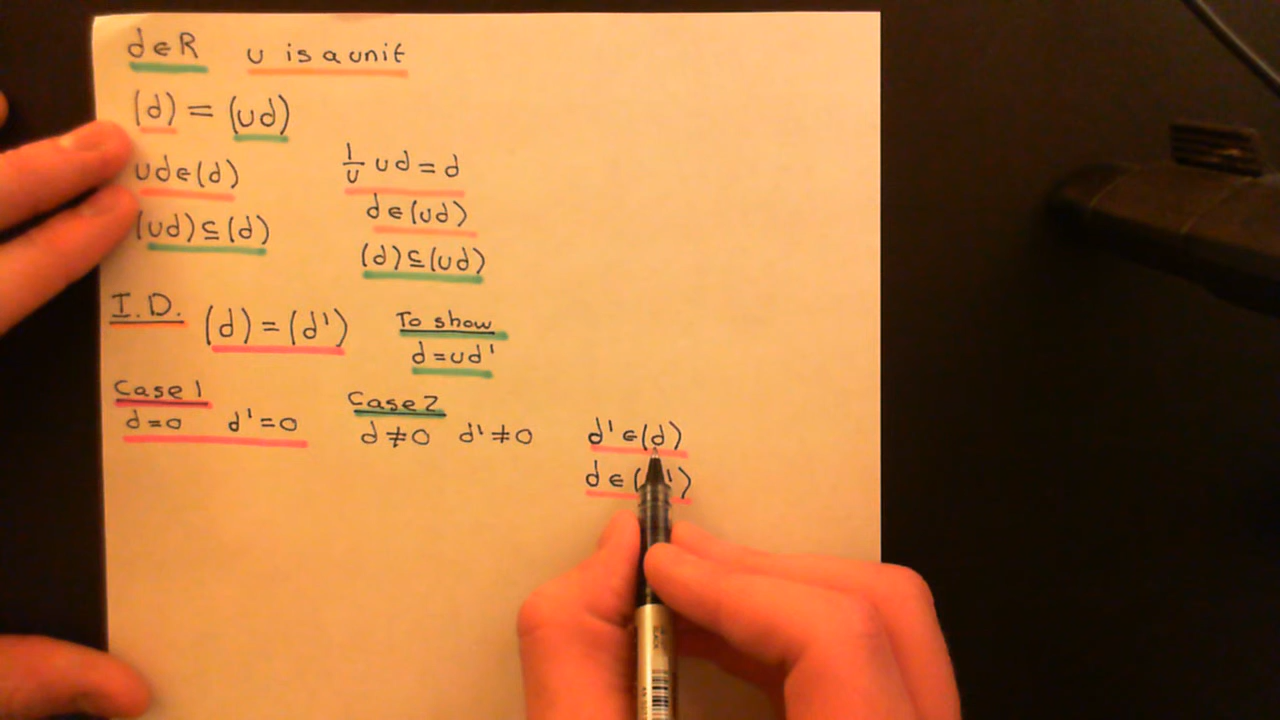 d∈R u is a unit
(d) = (ud)
ud∈(d) 1/u ud = d
d∈(ud)
(ud)⊆(d)
(d)⊆(ud)
I.D. (d) = (d') To show
d=ud'
Case 1 Case 2
d=0 d'=0 d≠0 d'≠0 d'∈(d)
d∈( ')